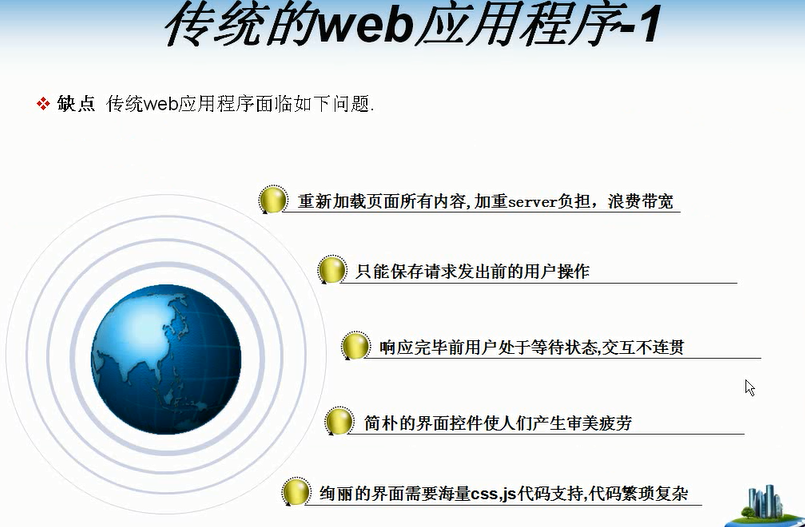 传统的web应用程序-1
缺点 传统web应用程序面临如下问题.
重新加载页面所有内容,加重server负担，浪费带宽
只能保存请求发出前的用户操作
响应完毕前用户处于等待状态,交互不连贯
简朴的界面控件使人们产生审美疲劳
绚丽的界面需要海量css,js代码支持,代码繁琐复杂